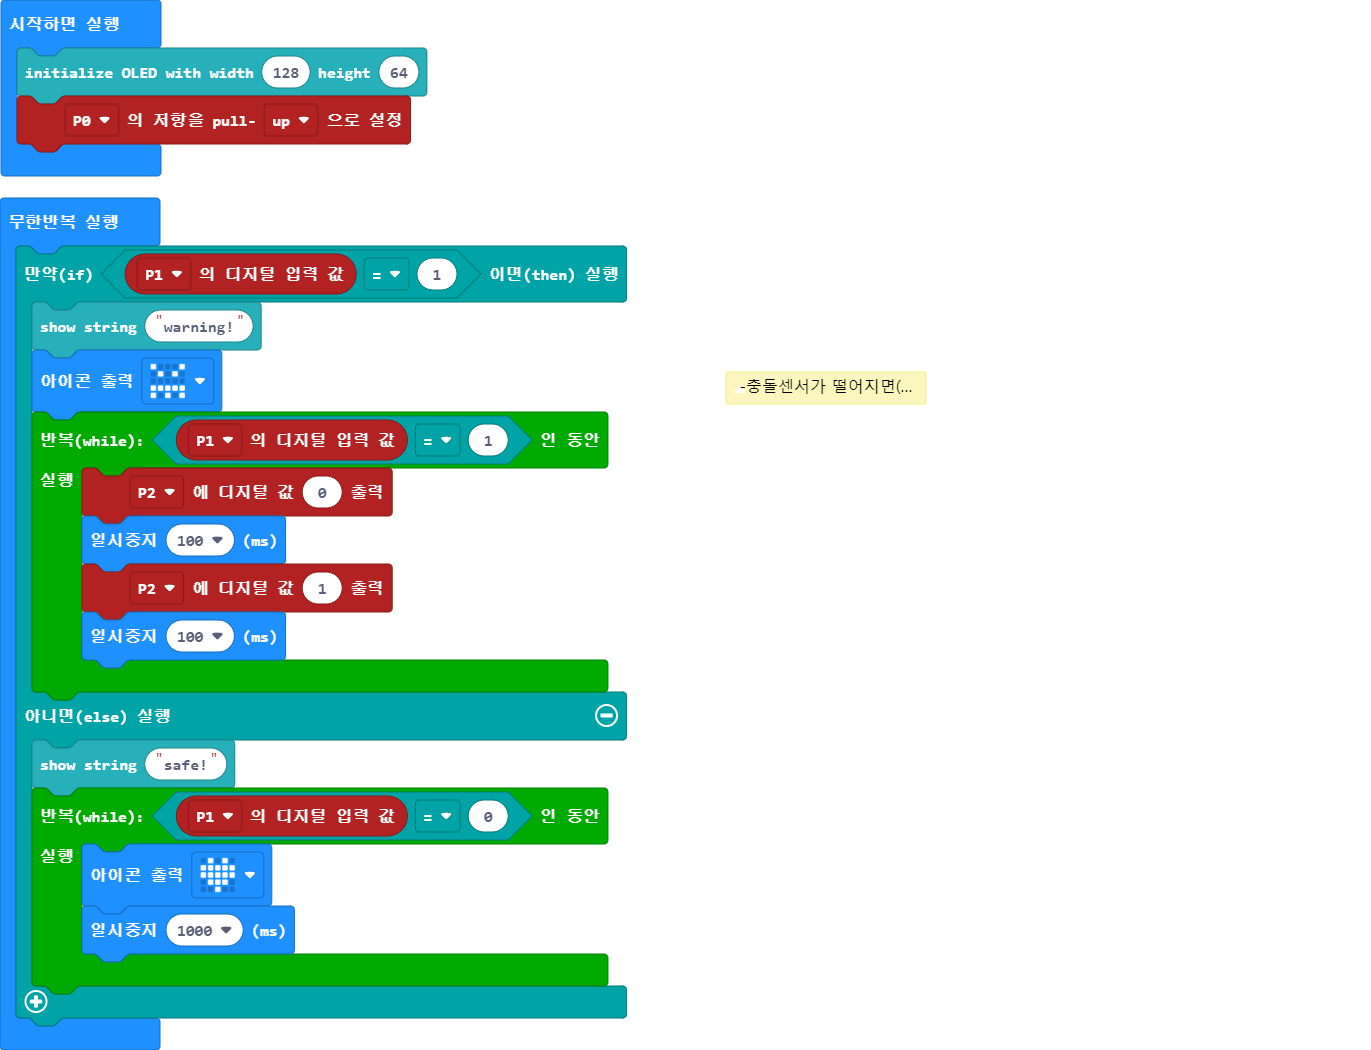 시작하면 실행
initialize OLED with width 128 height 64
P0 의 저항을 pull- up 으로 설정
무한반복 실행
만약(if) P1 의 디지털 입력 값 = 1 이면(then) 실행
show string "warning!"
아이콘 출력
-충돌센서가 떨어지면(...
반복(while): P1 의 디지털 입력 값 = 1 인 동안
실행
P2 에 디지털 값 0 출력
일시중지 100 (ms)
P2 에 디지털 값 1 출력
일시중지 100 (ms)
아니면(else) 실행
show string "safe!"
반복(while): P1 의 디지털 입력 값 = 0 인 동안
실행
아이콘 출력
일시중지 1000 (ms)